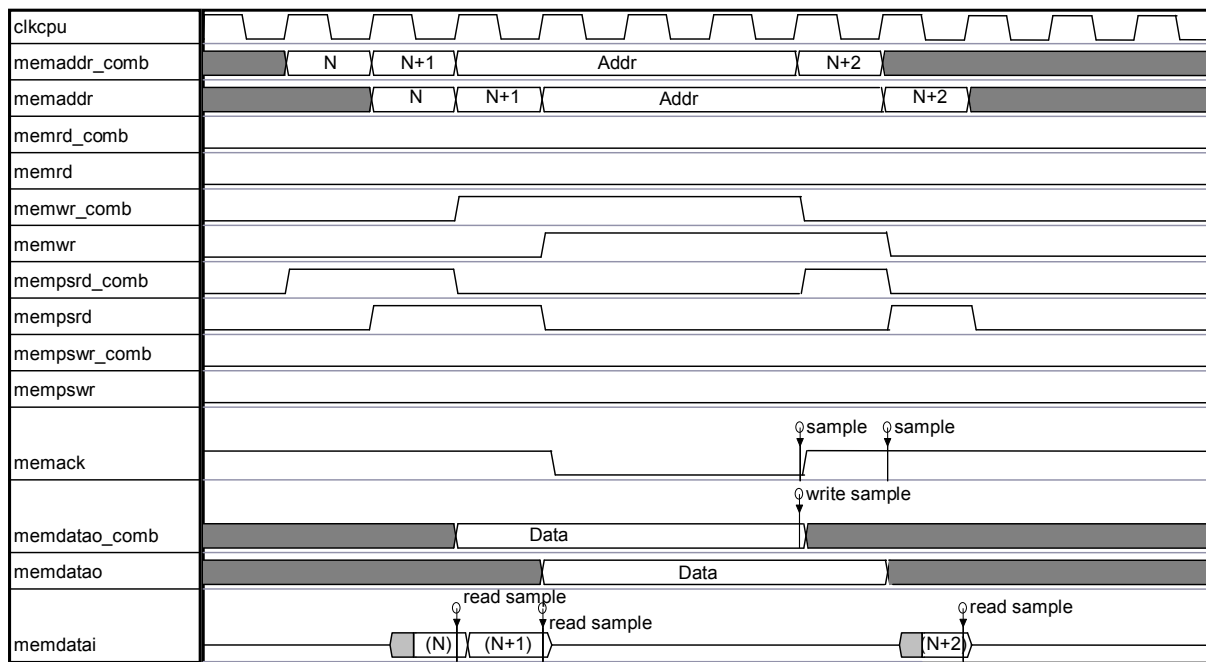 clkcpu
memaddr_comb N N+1 Addr N+2
memaddr N N+1 Addr N+2
memrd_comb
memrd
memwr_comb
memwr
mempsrd_comb
mempsrd
mempswr_comb
mempswr
sample sample
memack
write sample
memdatao_comb Data
memdatao Data
read sample read sample
read sample
memdatai (N) (N+1) (N+2)